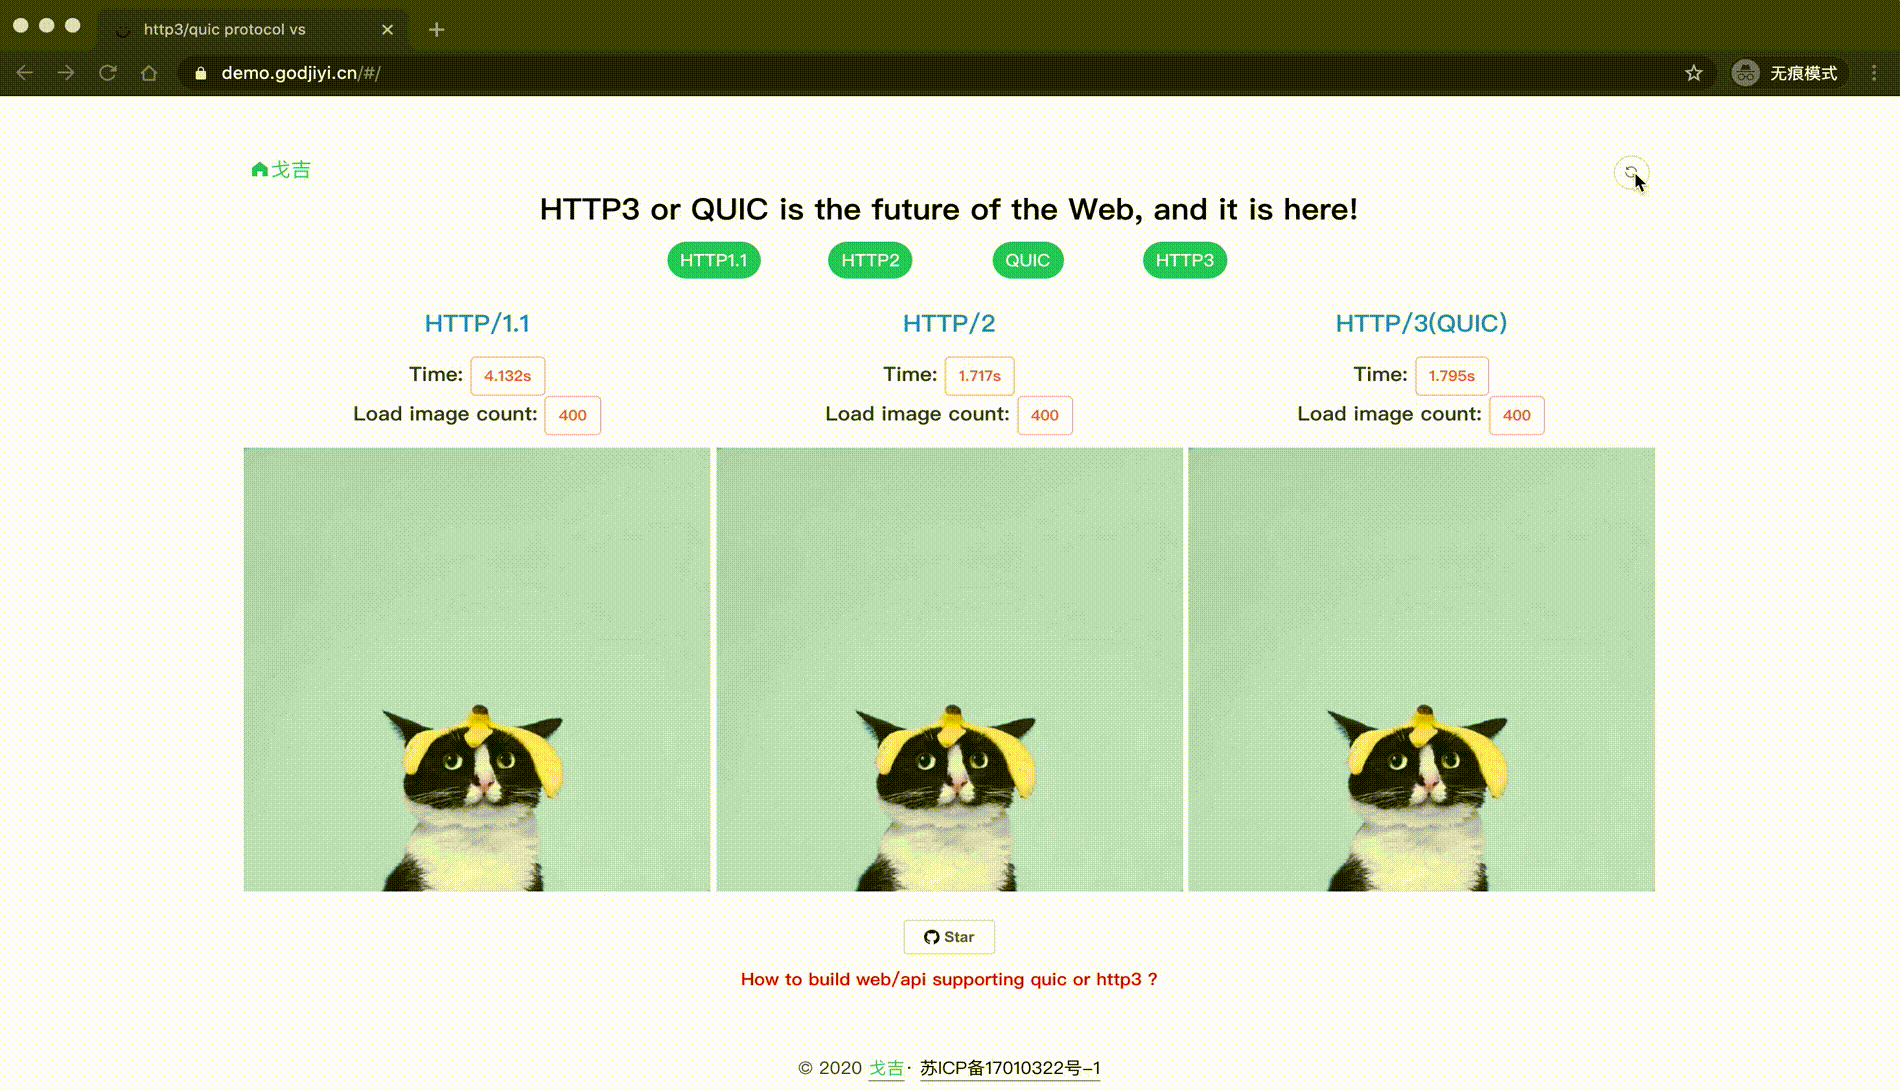 http3/quic protocol vs
demo.godjiyi.cn/#/
无痕模式
戈吉
HTTP3 or QUIC is the future of the Web, and it is here!
HTTP1.1 HTTP2 QUIC HTTP3
HTTP/1.1
Time: 4.132s
Load image count: 400
HTTP/2
Time: 1.717s
Load image count: 400
HTTP/3(QUIC)
Time: 1.795s
Load image count: 400
Star
How to build web/api supporting quic or http3 ?
© 2020 戈吉· 苏ICP备17010322号-1